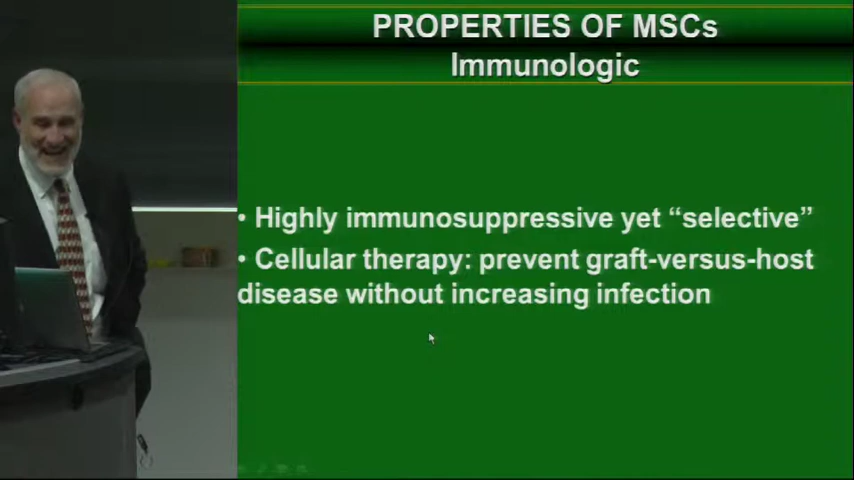 PROPERTIES OF MSCs
Immunologic
• Highly immunosuppressive yet “selective”
• Cellular therapy: prevent graft-versus-host
disease without increasing infection